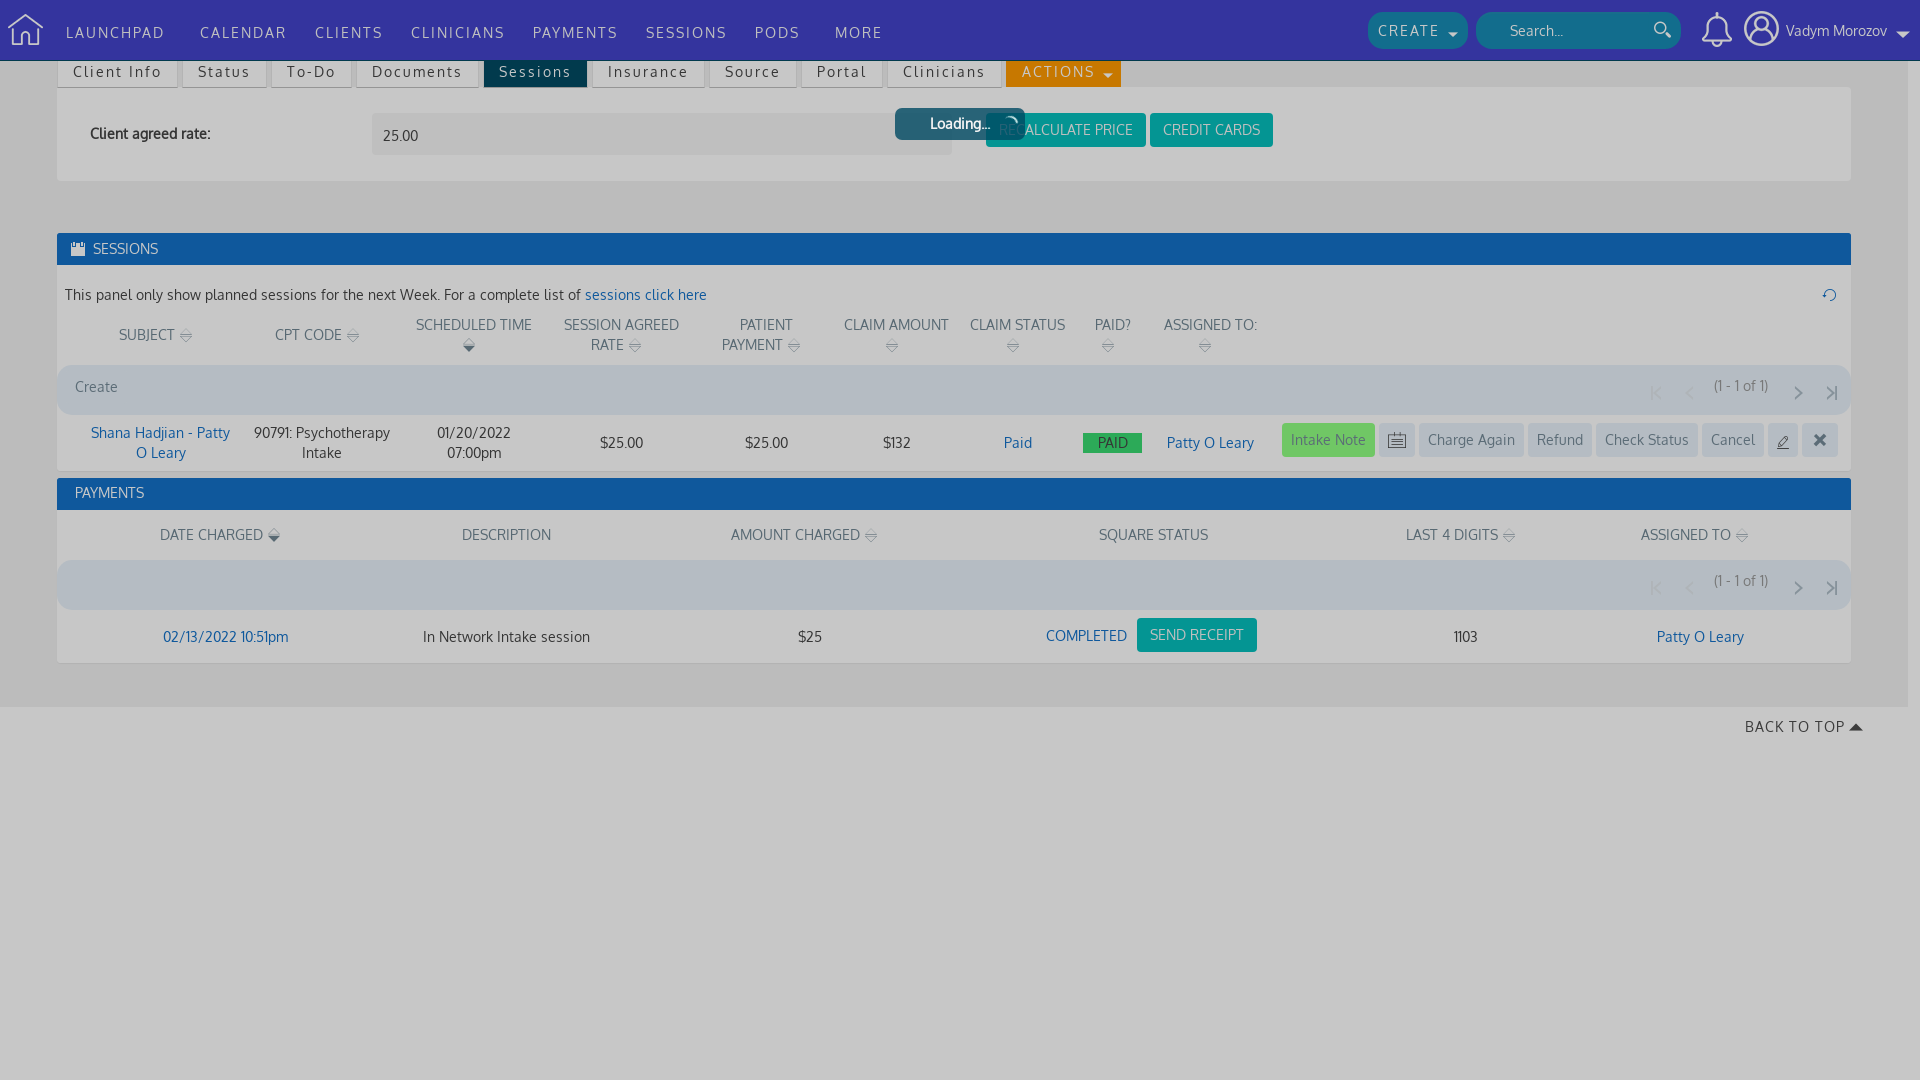 LAUNCHPAD CALENDAR CLIENTS CLINICIANS PAYMENTS SESSIONS PODS MORE CREATE Search... Vadym Morozov
Client Info Status To-Do Documents Sessions Insurance Source Portal Clinicians ACTIONS
Client agreed rate: 25.00 Loading... RECALCULATE PRICE CREDIT CARDS
SESSIONS
This panel only show planned sessions for the next Week. For a complete list of sessions click here
SUBJECT CPT CODE SCHEDULED TIME SESSION AGREED RATE PATIENT PAYMENT CLAIM AMOUNT CLAIM STATUS PAID? ASSIGNED TO:
Create (1 - 1 of 1)
Shana Hadjian - Patty O Leary 90791: Psychotherapy Intake 01/20/2022 07:00pm $25.00 $25.00 $132 Paid PAID Patty O Leary Intake Note Charge Again Refund Check Status Cancel
PAYMENTS
DATE CHARGED DESCRIPTION AMOUNT CHARGED SQUARE STATUS LAST 4 DIGITS ASSIGNED TO
(1 - 1 of 1)
02/13/2022 10:51pm In Network Intake session $25 COMPLETED SEND RECEIPT 1103 Patty O Leary
BACK TO TOP